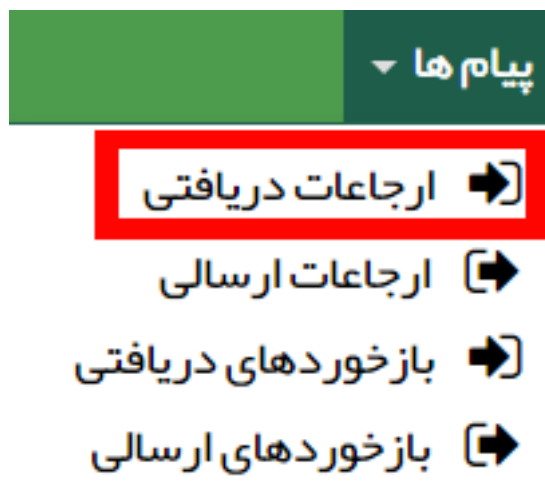 پیام ها
ارجاعات دریافتی
ارجاعات ارسالی
بازخوردهای دریافتی
بازخوردهای ارسالی